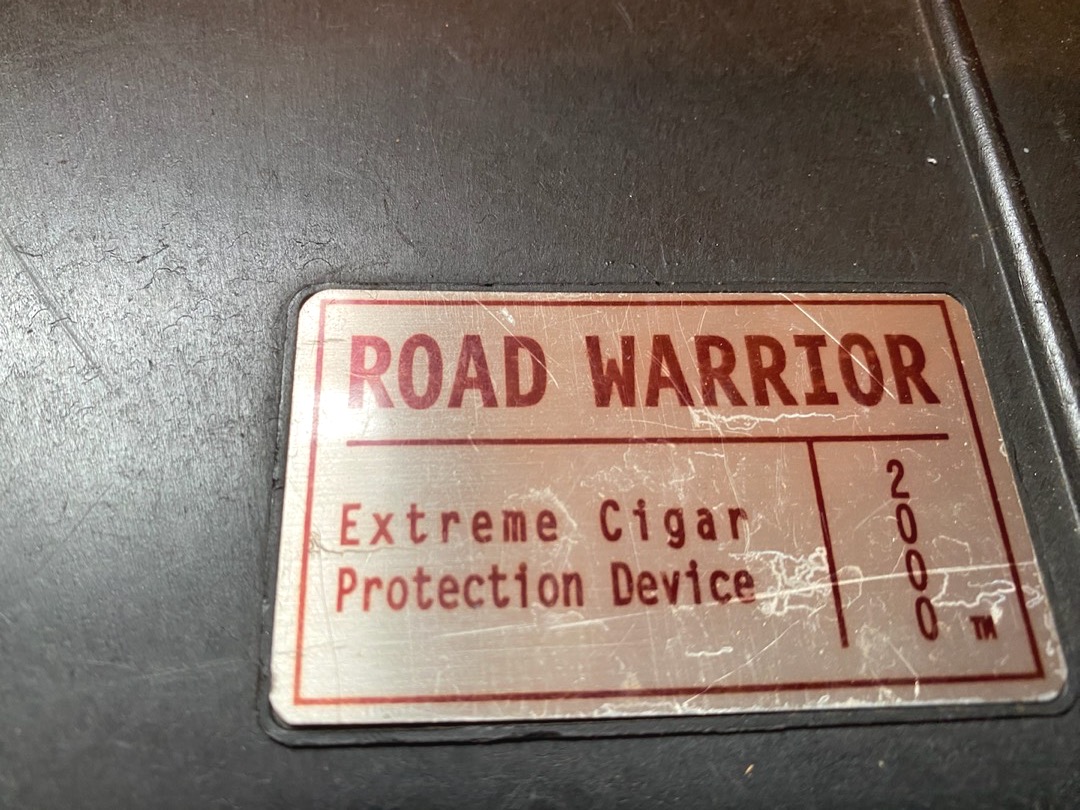 ROAD WARRIOR
Extreme Cigar
Protection Device
2000 TM